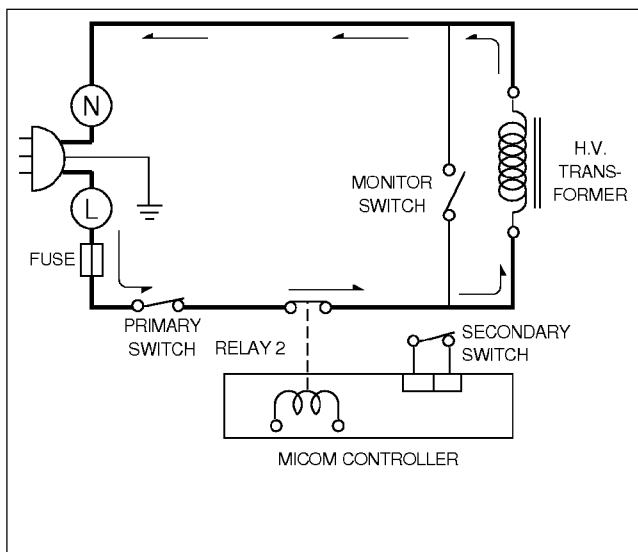 N
H.V.
TRANS-
FORMER
MONITOR
SWITCH
L
FUSE
PRIMARY
SWITCH
RELAY 2
SECONDARY
SWITCH
MICOM CONTROLLER